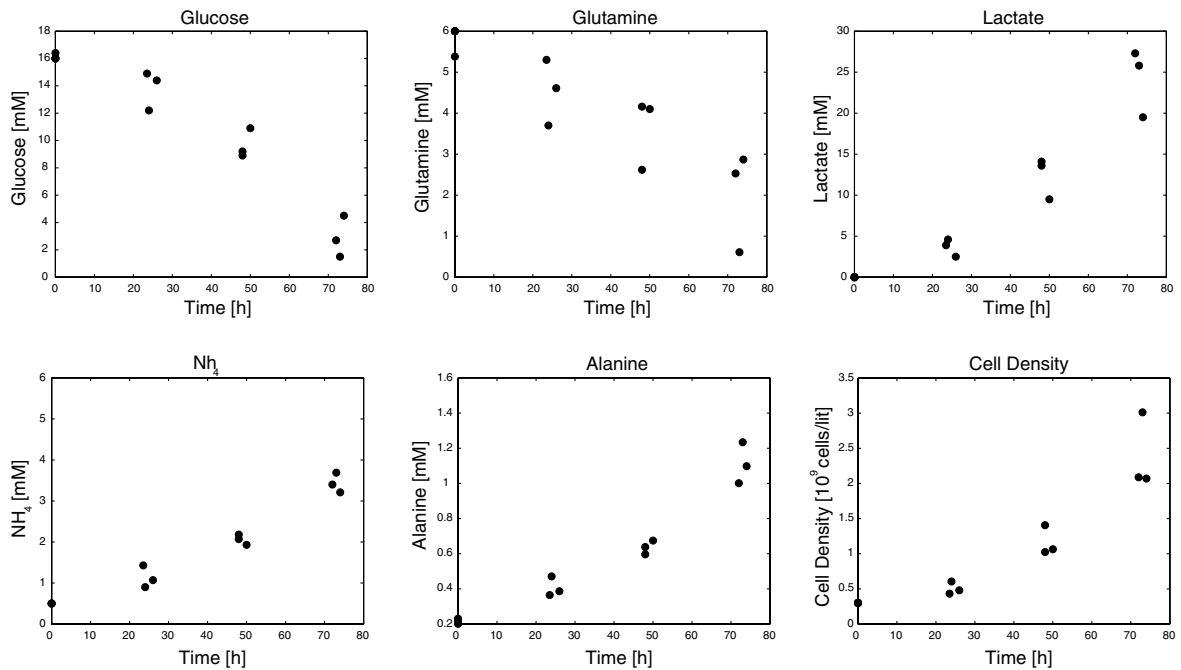 Glucose
Glucose [mM]
18
16
14
12
10
8
6
4
2
0
0 10 20 30 40 50 60 70 80
Time [h]
Glutamine
Glutamine [mM]
6
5
4
3
2
1
0
0 10 20 30 40 50 60 70 80
Time [h]
Lactate
Lactate [mM]
30
25
20
15
10
5
0
0 10 20 30 40 50 60 70 80
Time [h]
Nh4
NH4 [mM]
6
5
4
3
2
1
0
0 10 20 30 40 50 60 70 80
Time [h]
Alanine
Alanine [mM]
1.6
1.4
1.2
1
0.8
0.6
0.4
0.2
0 10 20 30 40 50 60 70 80
Time [h]
Cell Density
Cell Density [10^9 cells/lit]
3.5
3
2.5
2
1.5
1
0.5
0
0 10 20 30 40 50 60 70 80
Time [h]